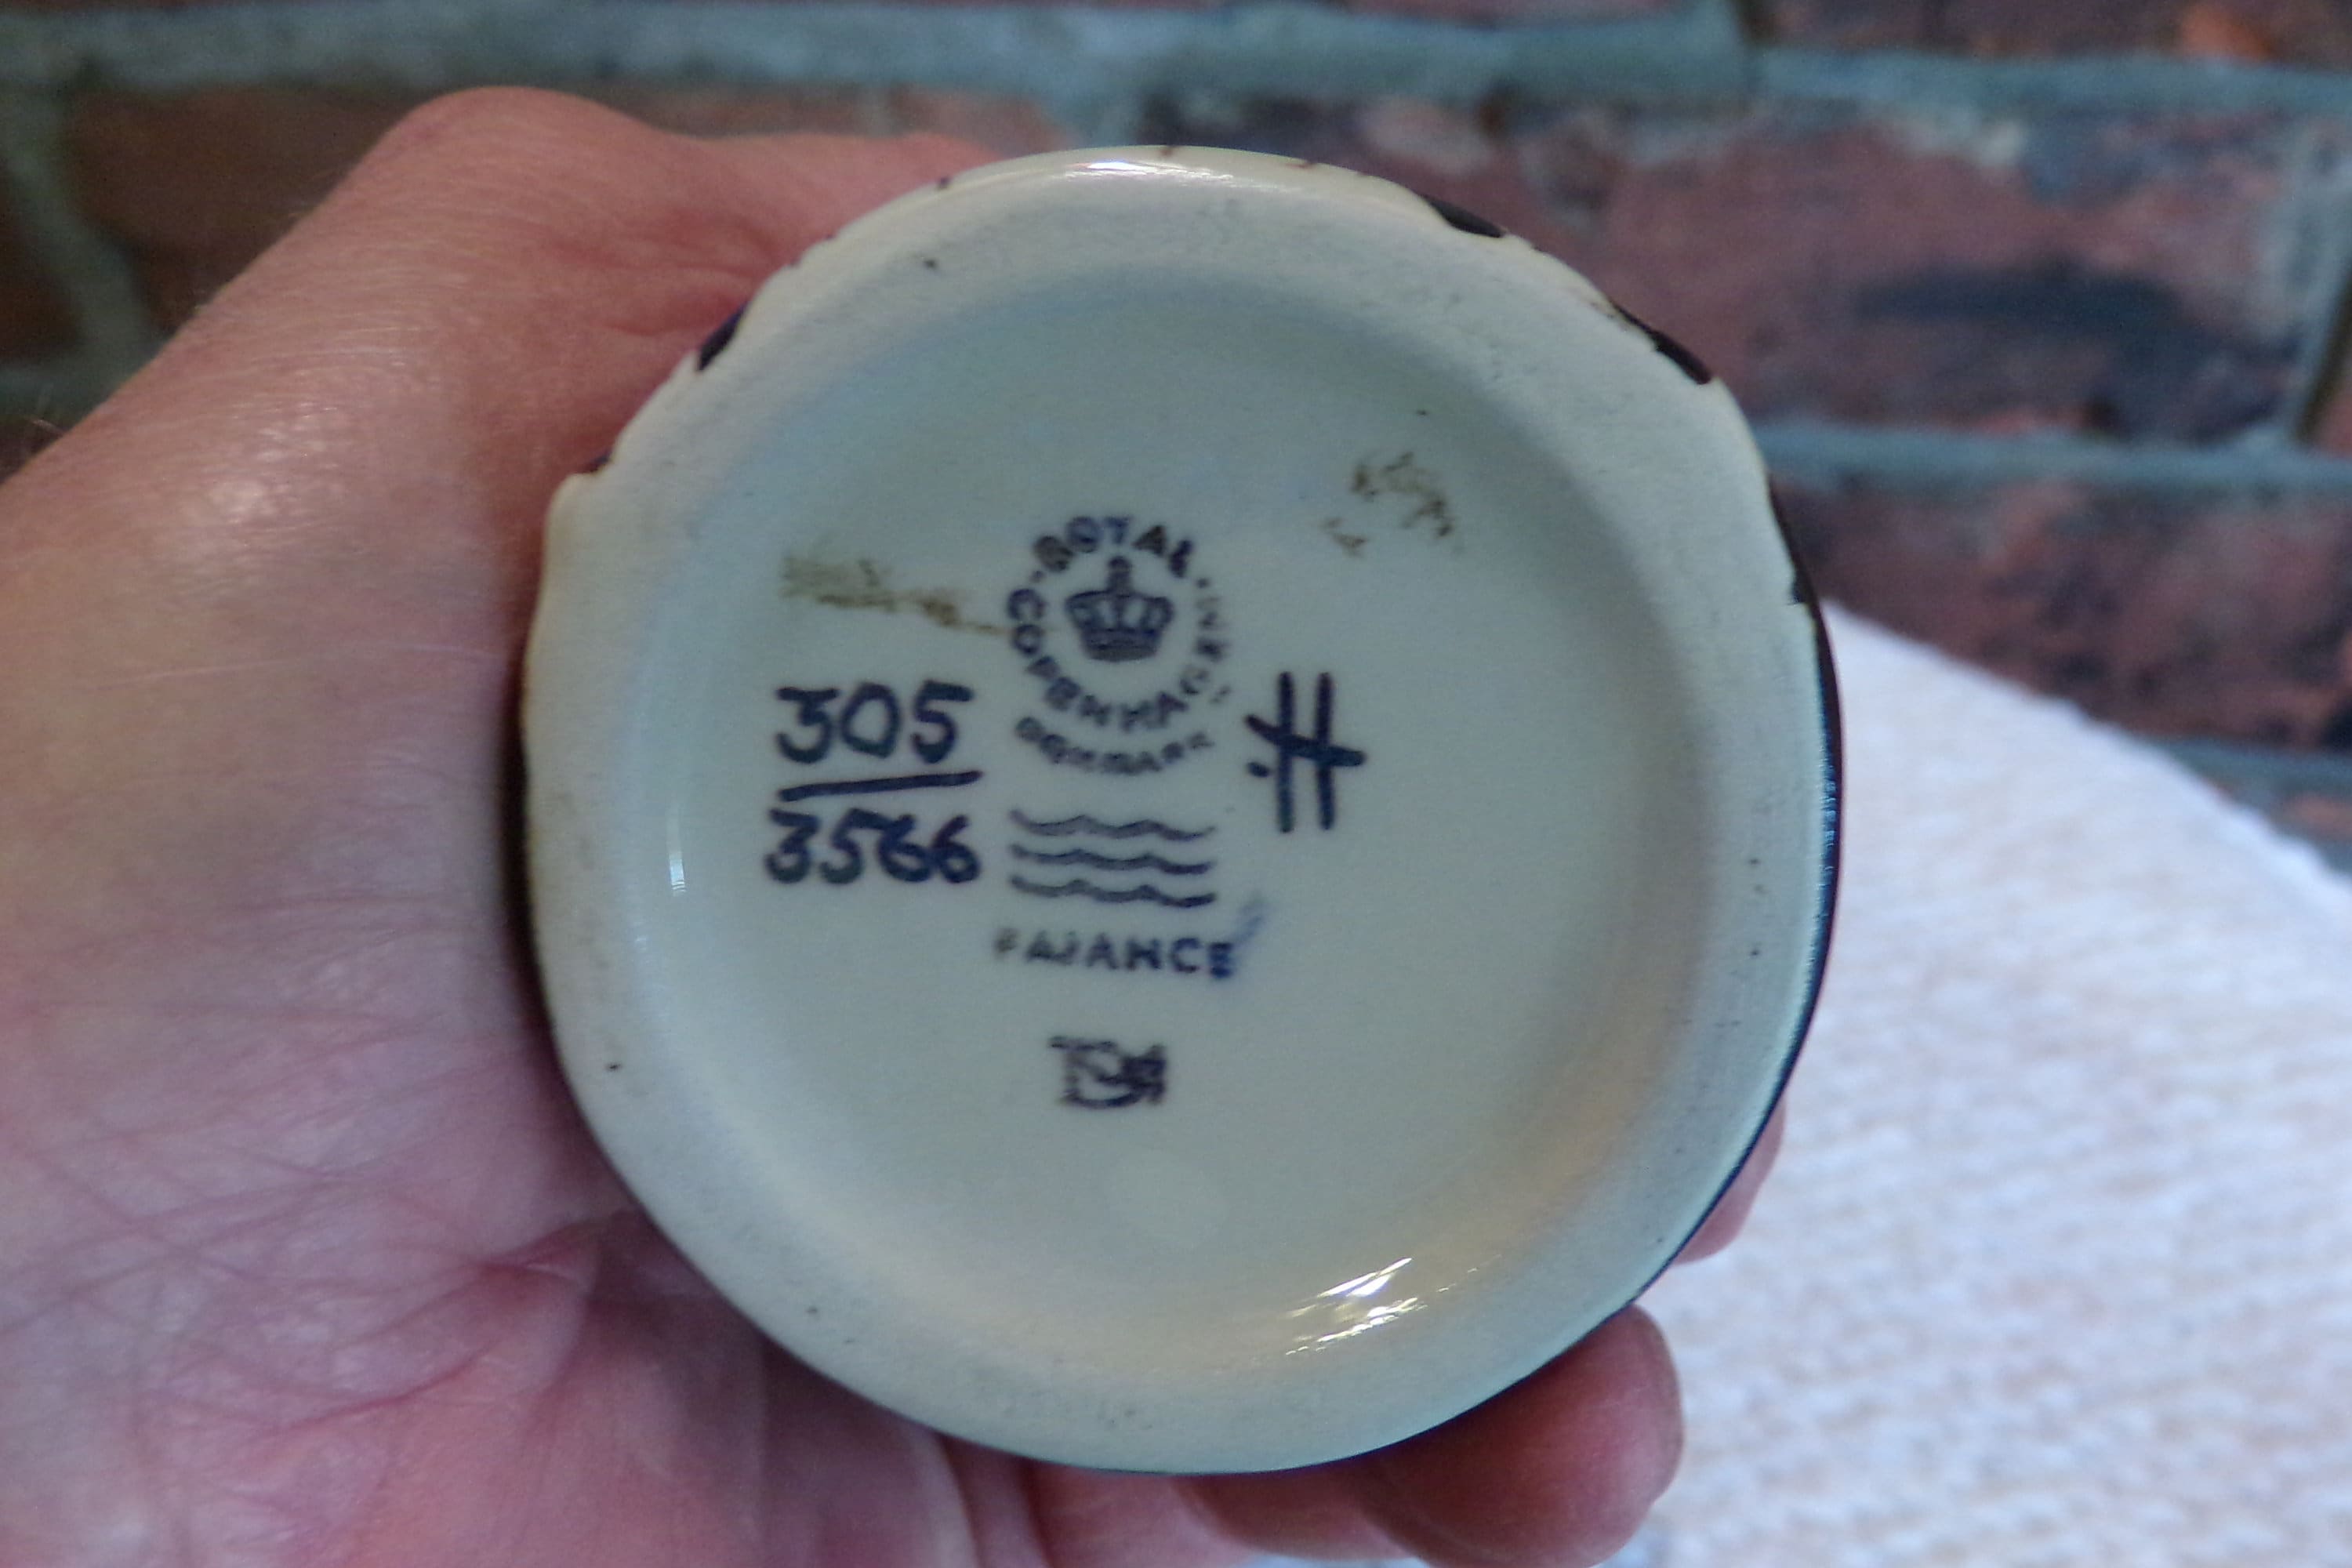 ROYAL COPENHAGEN
DENMARK
305
3566
FAJANCE